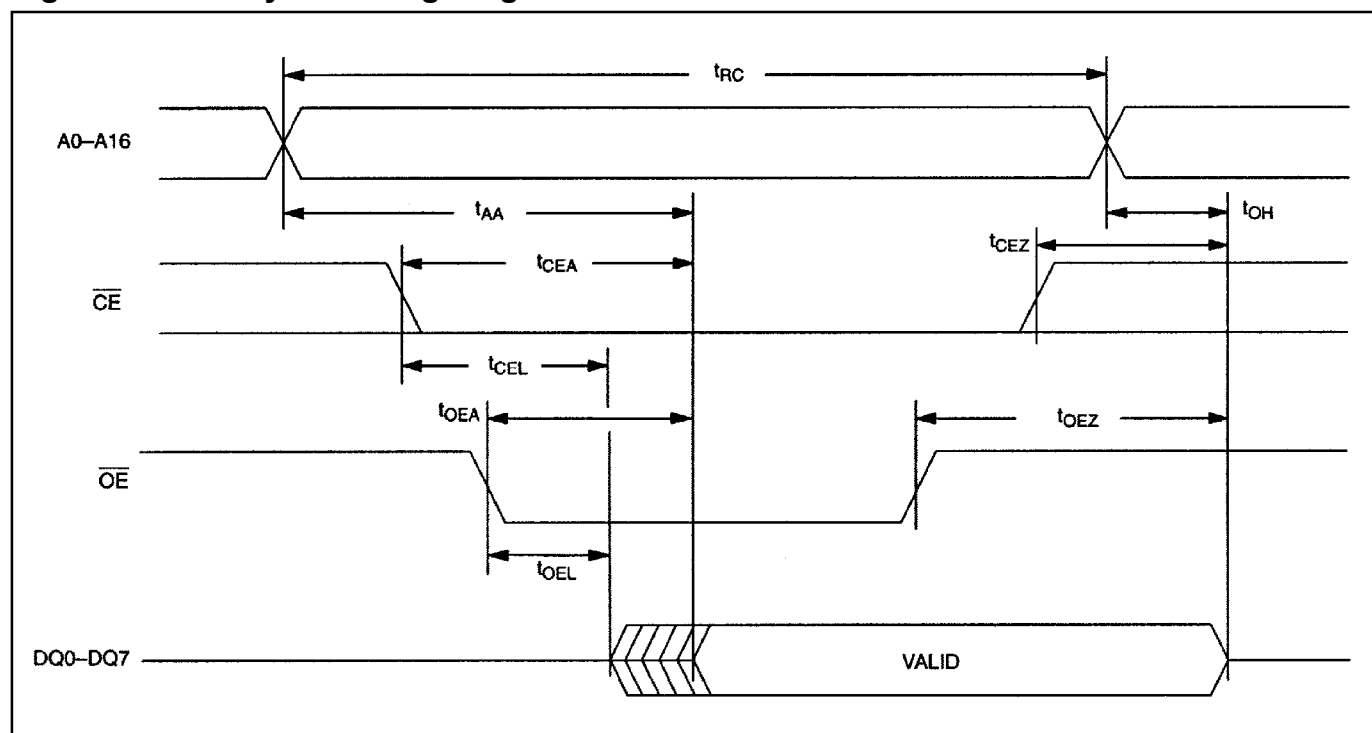 tRC
A0–A16
tAA
tOH
tCEZ
tCEA
CE
tCEL
tOEA
tOEZ
OE
tOEL
DQ0–DQ7
VALID